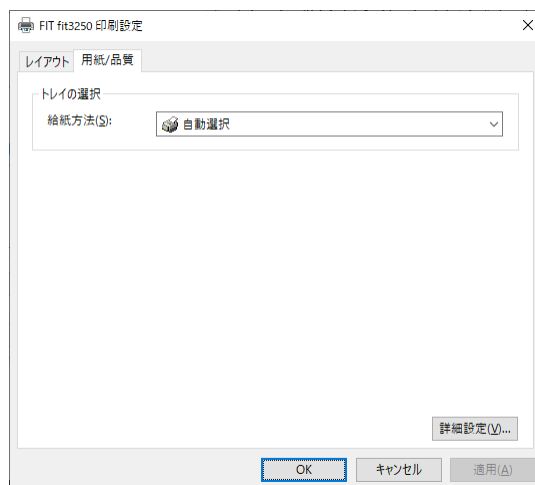 FIT fit3250 印刷設定
レイアウト 用紙/品質
トレイの選択
給紙方法(S): 自動選択
詳細設定(V)...
OK キャンセル 適用(A)